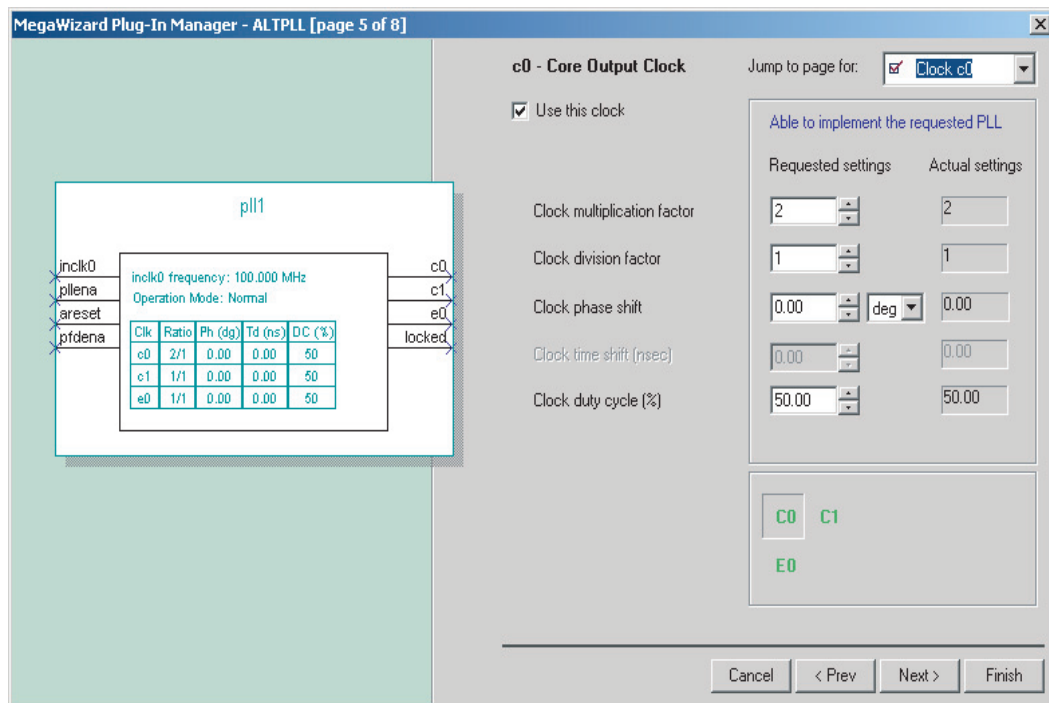 MegaWizard Plug-In Manager - ALTPLL [page 5 of 8]
c0 - Core Output Clock
Jump to page for:
Clock c0
Use this clock
Able to implement the requested PLL
Requested settings
Actual settings
Clock multiplication factor
2
2
Clock division factor
1
1
Clock phase shift
0.00
deg
0.00
Clock time shift (nsec)
0.00
0.00
Clock duty cycle (%)
50.00
50.00
pll1
inclk0
pllena
areset
pfdena
inclk0 frequency: 100.000 MHz
Operation Mode: Normal
Clk Ratio Ph (dg) Td (ns) DC (%)
c0 2/1 0.00 0.00 50
c1 1/1 0.00 0.00 50
e0 1/1 0.00 0.00 50
c0
c1
e0
locked
C0 C1
E0
Cancel
< Prev
Next >
Finish